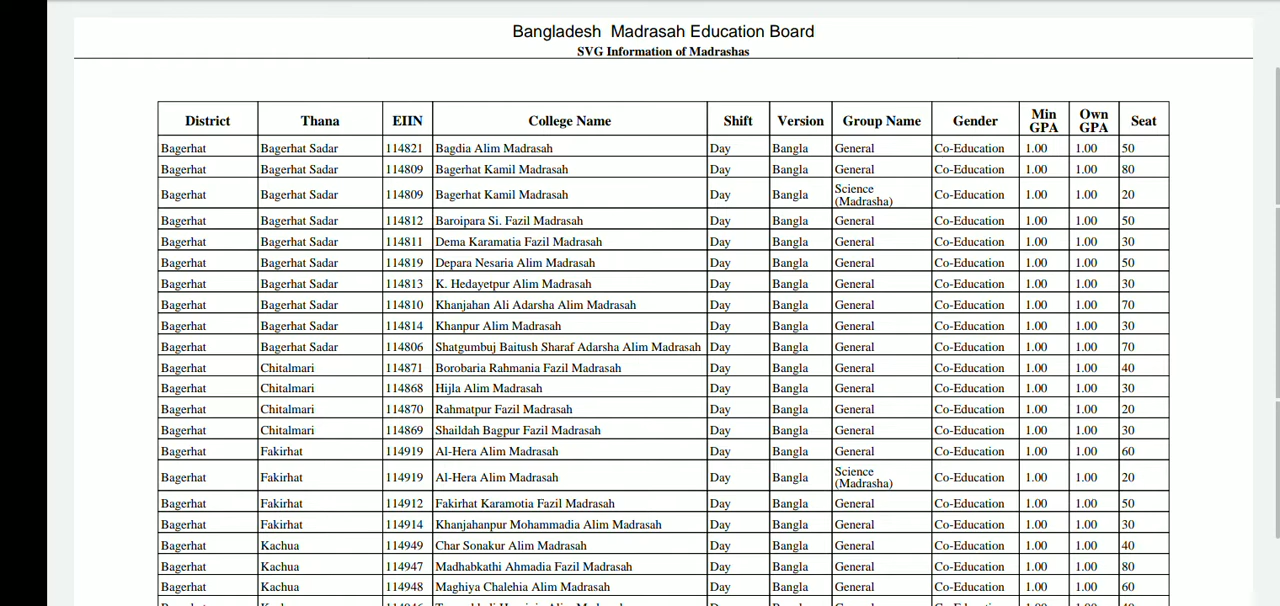 Bangladesh Madrasah Education Board
SVG Information of Madrashas
District Thana EIIN College Name Shift Version Group Name Gender Min GPA Own GPA Seat
Bagerhat Bagerhat Sadar 114821 Bagdia Alim Madrasah Day Bangla General Co-Education 1.00 1.00 50
Bagerhat Bagerhat Sadar 114809 Bagerhat Kamil Madrasah Day Bangla General Co-Education 1.00 1.00 80
Bagerhat Bagerhat Sadar 114809 Bagerhat Kamil Madrasah Day Bangla Science (Madrasha) Co-Education 1.00 1.00 20
Bagerhat Bagerhat Sadar 114812 Baroipara Si. Fazil Madrasah Day Bangla General Co-Education 1.00 1.00 50
Bagerhat Bagerhat Sadar 114811 Dema Karamatia Fazil Madrasah Day Bangla General Co-Education 1.00 1.00 30
Bagerhat Bagerhat Sadar 114819 Depara Nesaria Alim Madrasah Day Bangla General Co-Education 1.00 1.00 50
Bagerhat Bagerhat Sadar 114813 K. Hedayetpur Alim Madrasah Day Bangla General Co-Education 1.00 1.00 30
Bagerhat Bagerhat Sadar 114810 Khanjahan Ali Adarsha Alim Madrasah Day Bangla General Co-Education 1.00 1.00 70
Bagerhat Bagerhat Sadar 114814 Khanpur Alim Madrasah Day Bangla General Co-Education 1.00 1.00 30
Bagerhat Bagerhat Sadar 114806 Shatgumbuj Baitush Sharaf Adarsha Alim Madrasah Day Bangla General Co-Education 1.00 1.00 70
Bagerhat Chitalmari 114871 Borobaria Rahmania Fazil Madrasah Day Bangla General Co-Education 1.00 1.00 40
Bagerhat Chitalmari 114868 Hijla Alim Madrasah Day Bangla General Co-Education 1.00 1.00 30
Bagerhat Chitalmari 114870 Rahmatpur Fazil Madrasah Day Bangla General Co-Education 1.00 1.00 20
Bagerhat Chitalmari 114869 Shaildah Bagpur Fazil Madrasah Day Bangla General Co-Education 1.00 1.00 30
Bagerhat Fakirhat 114919 Al-Hera Alim Madrasah Day Bangla General Co-Education 1.00 1.00 60
Bagerhat Fakirhat 114919 Al-Hera Alim Madrasah Day Bangla Science (Madrasha) Co-Education 1.00 1.00 20
Bagerhat Fakirhat 114912 Fakirhat Karamotia Fazil Madrasah Day Bangla General Co-Education 1.00 1.00 50
Bagerhat Fakirhat 114914 Khanjahanpur Mohammadia Alim Madrasah Day Bangla General Co-Education 1.00 1.00 30
Bagerhat Kachua 114949 Char Sonakur Alim Madrasah Day Bangla General Co-Education 1.00 1.00 40
Bagerhat Kachua 114947 Madhabkathi Ahmadia Fazil Madrasah Day Bangla General Co-Education 1.00 1.00 80
Bagerhat Kachua 114948 Maghiya Chalehia Alim Madrasah Day Bangla General Co-Education 1.00 1.00 60